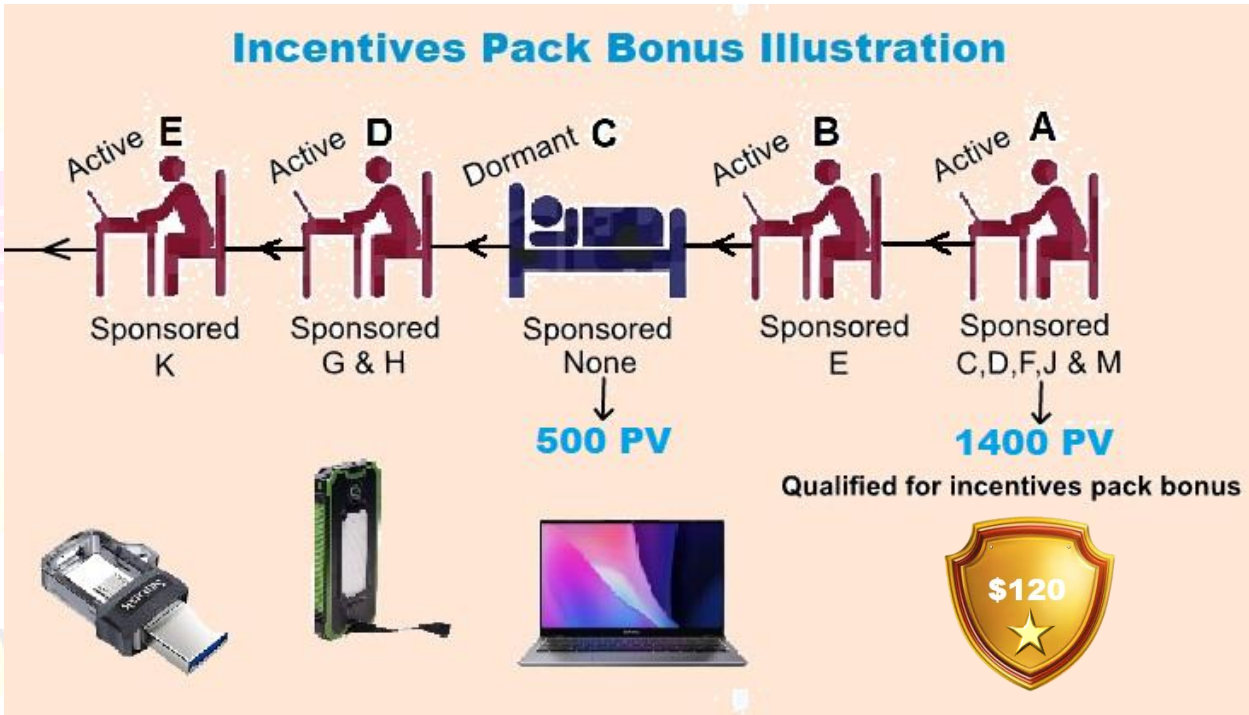 Incentives Pack Bonus Illustration
Active E
Active D
Dormant C
Active B
Active A
Sponsored
K
Sponsored
G & H
Sponsored
None
Sponsored
E
Sponsored
C,D,F,J & M
500 PV
1400 PV
Qualified for incentives pack bonus
$120
SanDisk